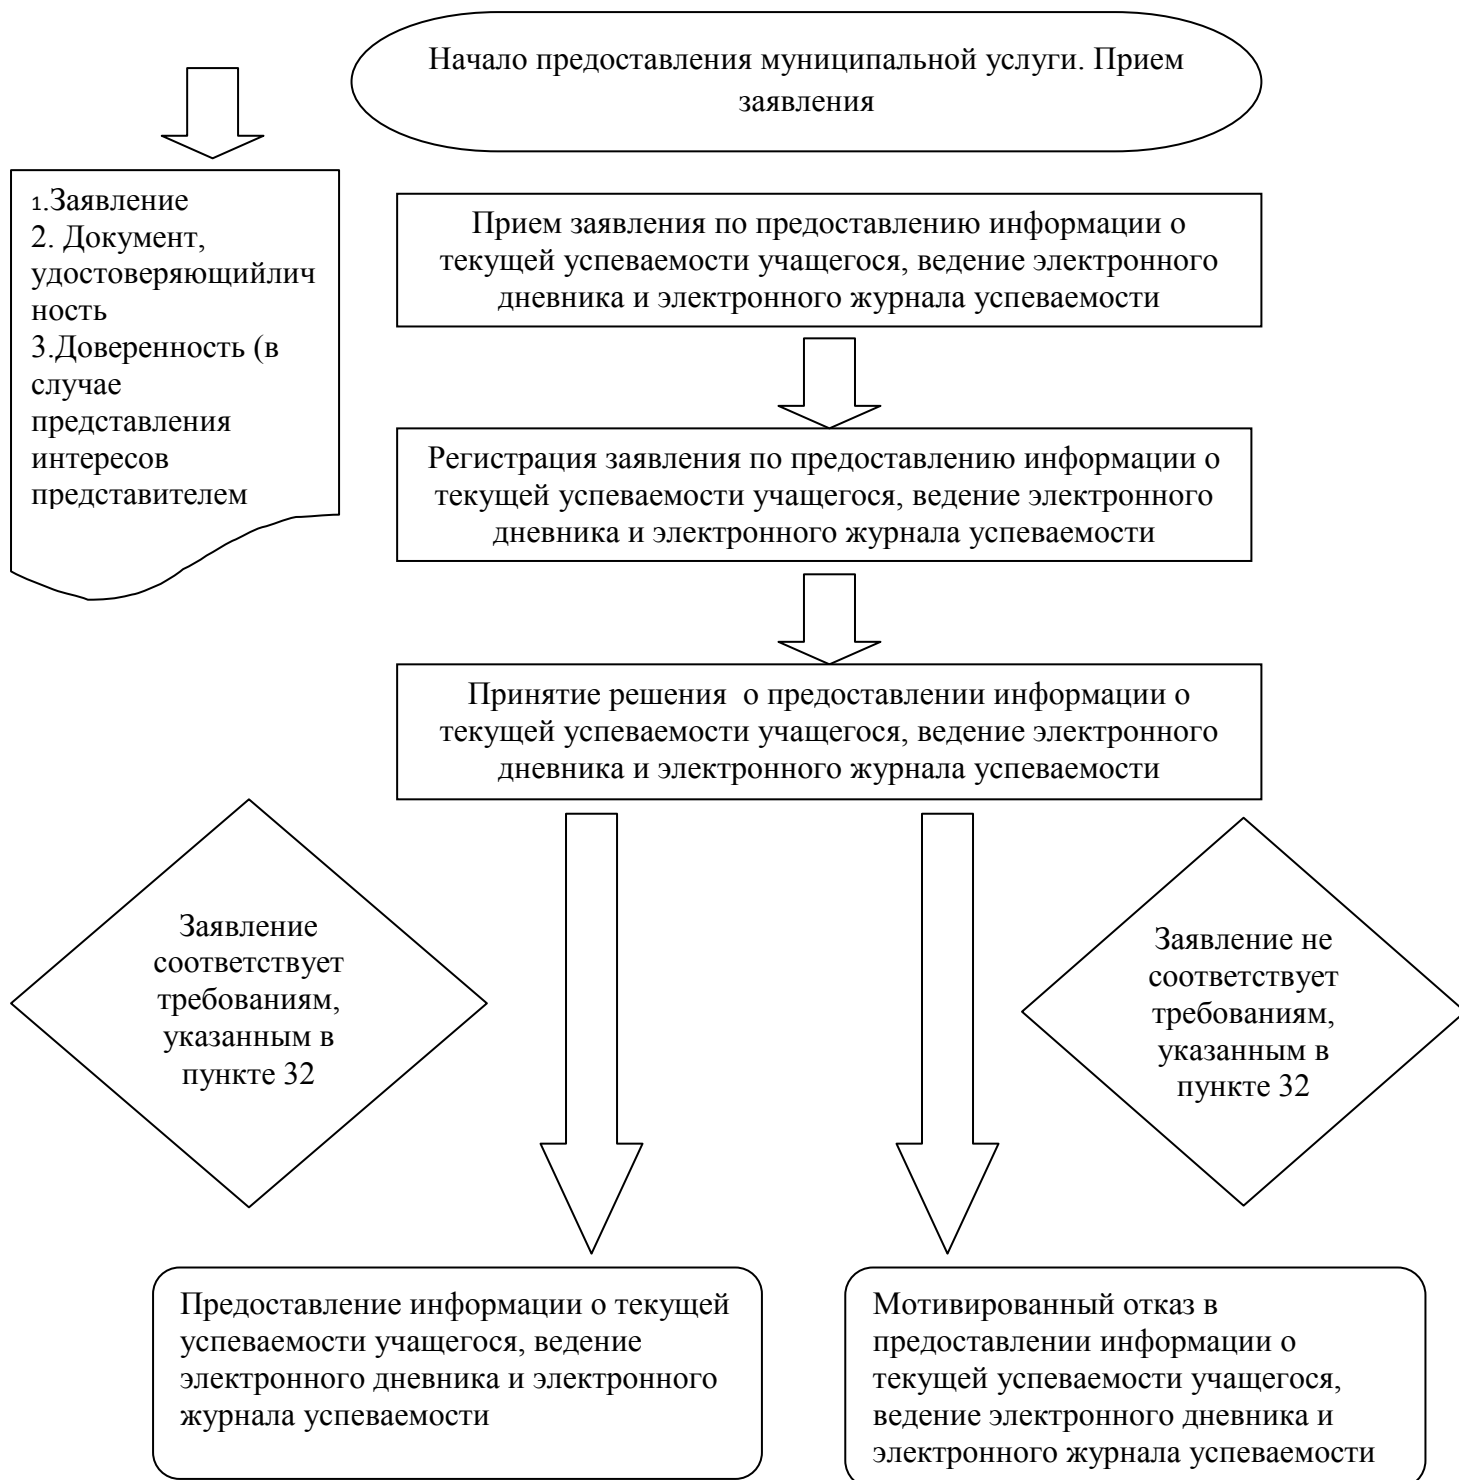 Начало предоставления муниципальной услуги. Прием
заявления
1.Заявление
2. Документ,
удостоверяющийлич
ность
3.Доверенность (в
случае
представления
интересов
представителем
Прием заявления по предоставлению информации о
текущей успеваемости учащегося, ведение электронного
дневника и электронного журнала успеваемости
Регистрация заявления по предоставлению информации о
текущей успеваемости учащегося, ведение электронного
дневника и электронного журнала успеваемости
Принятие решения  о предоставлении информации о
текущей успеваемости учащегося, ведение электронного
дневника и электронного журнала успеваемости
Заявление
соответствует
требованиям,
указанным в
пункте 32
Заявление не
соответствует
требованиям,
указанным в
пункте 32
Предоставление информации о текущей
успеваемости учащегося, ведение
электронного дневника и электронного
журнала успеваемости
Мотивированный отказ в
предоставлении информации о
текущей успеваемости учащегося,
ведение электронного дневника и
электронного журнала успеваемости